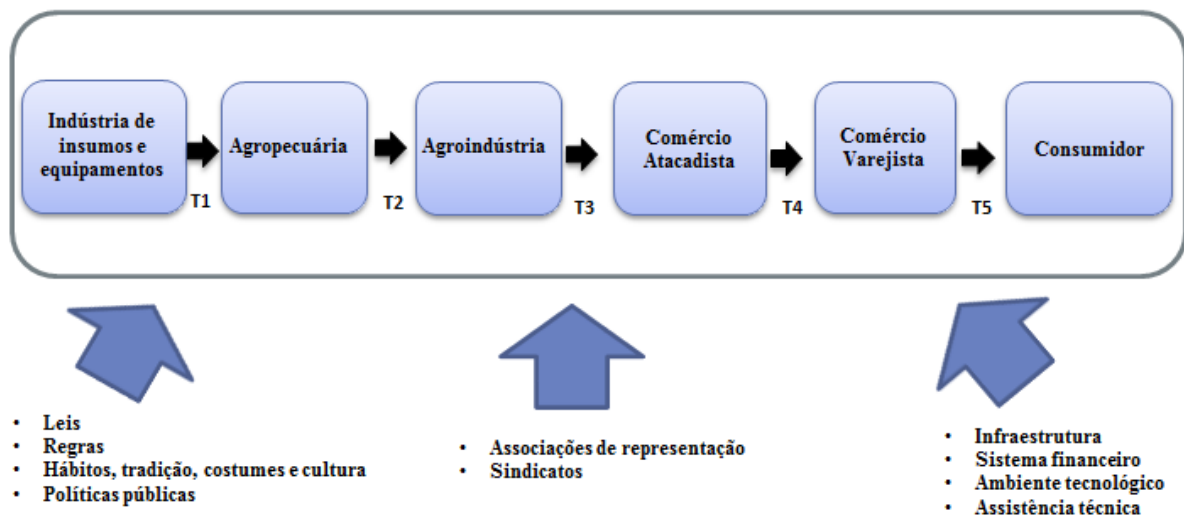 Indústria de
insumos e
equipamentos
T1
Agropecuária
T2
Agroindústria
T3
Comércio
Atacadista
T4
Comércio
Varejista
T5
Consumidor
• Leis
• Regras
• Hábitos, tradição, costumes e cultura
• Políticas públicas
• Associações de representação
• Sindicatos
• Infraestrutura
• Sistema financeiro
• Ambiente tecnológico
• Assistência técnica